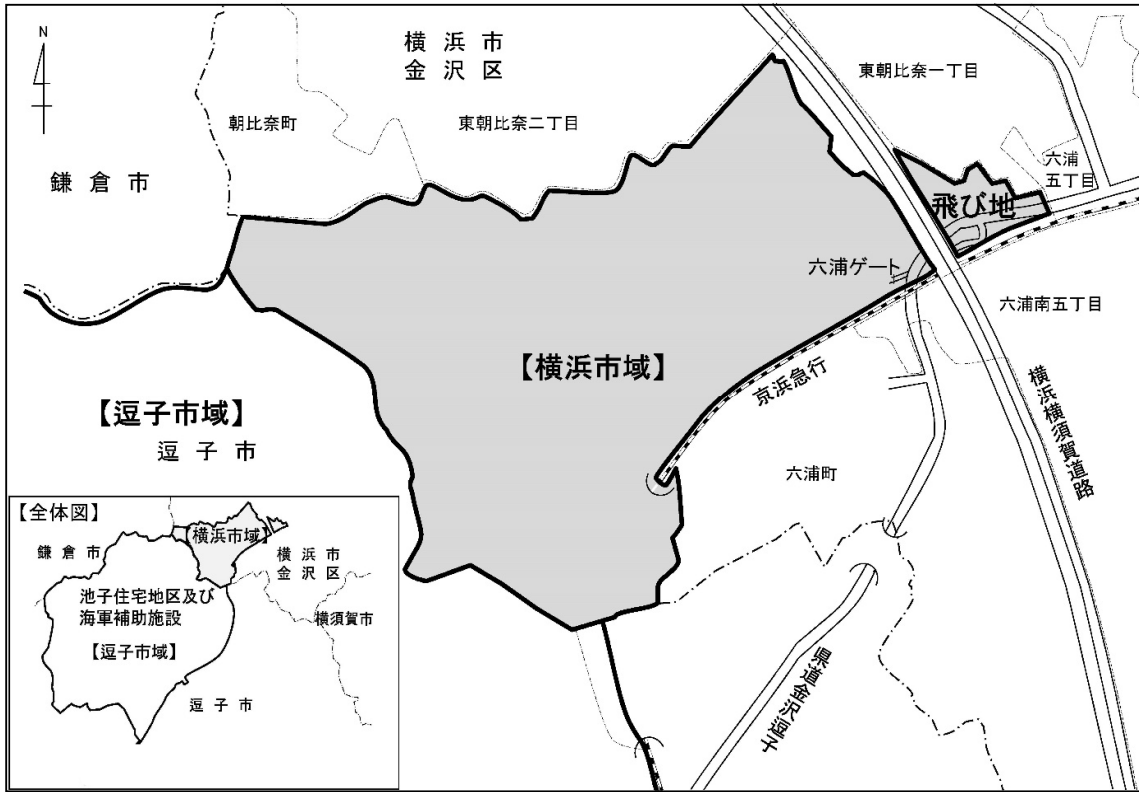 N
横浜市
金沢区
東朝比奈一丁目
朝比奈町
東朝比奈二丁目
鎌倉市
六浦
五丁目
飛び地
六浦ゲート
六浦南五丁目
【横浜市域】
京浜急行
横浜横須賀道路
【逗子市域】
逗子市
六浦町
県道金沢逗子
【全体図】
【横浜市域】
鎌倉市
横浜市
金沢区
池子住宅地区及び
海軍補助施設
横須賀市
【逗子市域】
逗子市